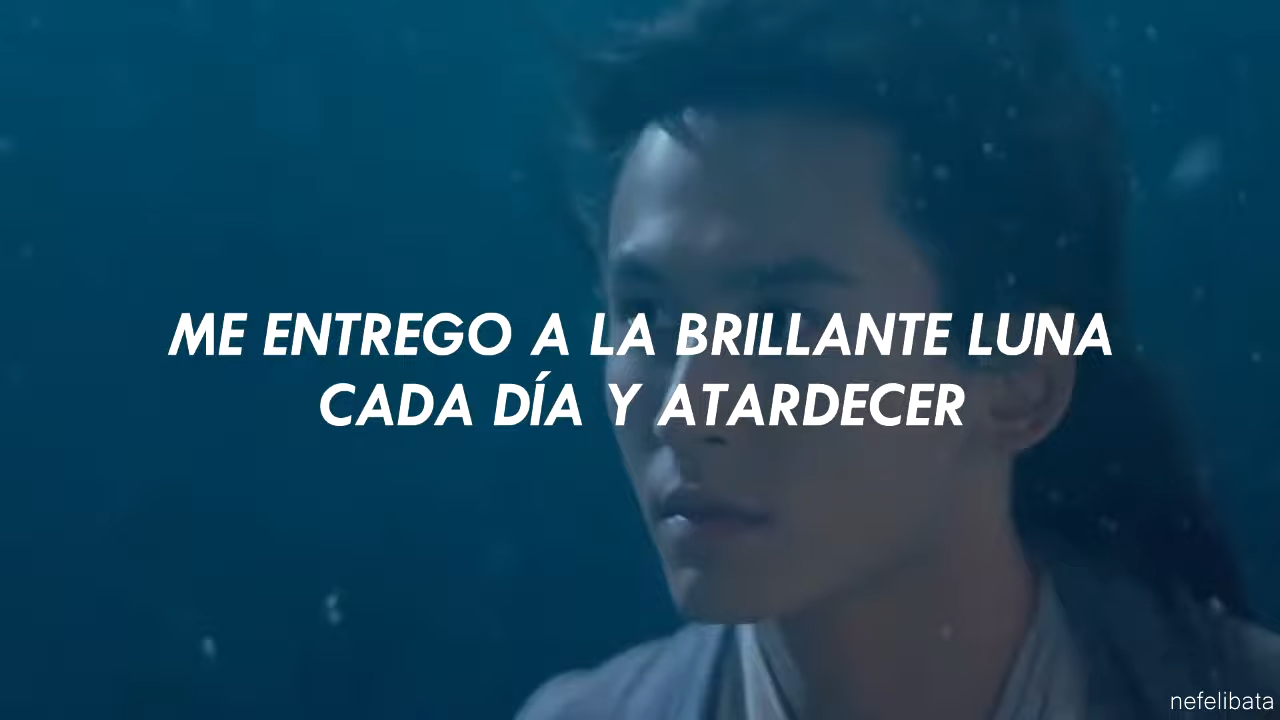 ME ENTREGO A LA BRILLANTE LUNA
CADA DÍA Y ATARDECER
nefelibata